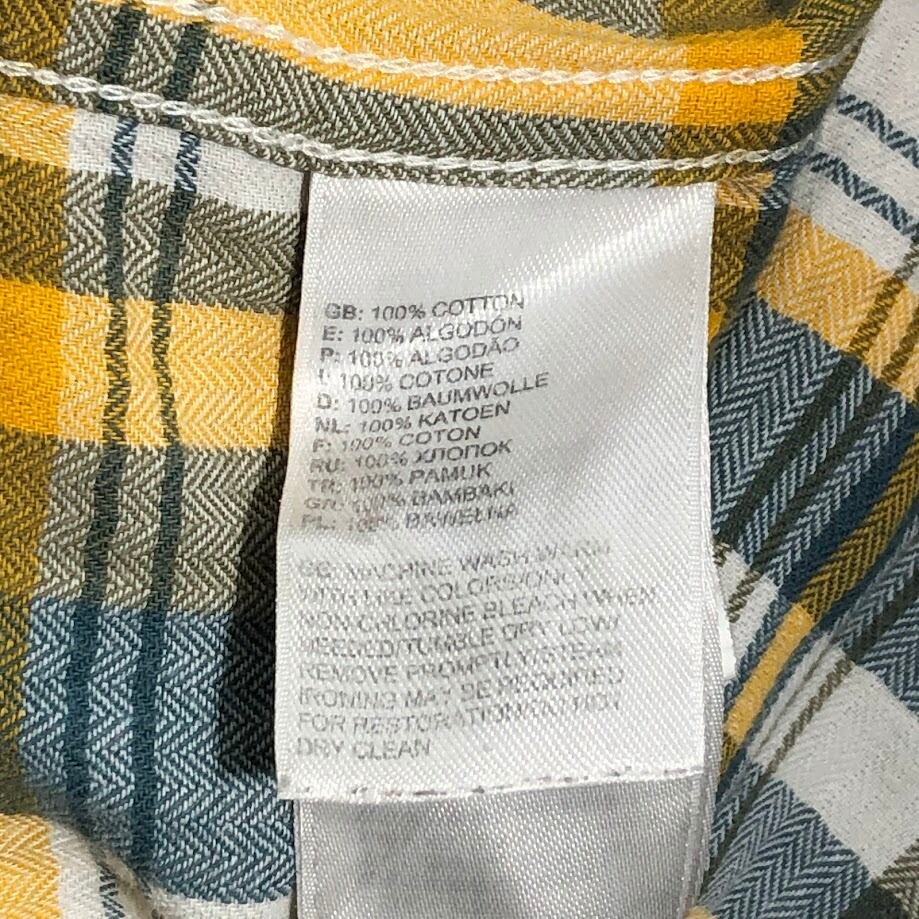 GB: 100% COTTON
E: 100% ALGODÓN
P: 100% ALGODÃO
I: 100% COTONE
D: 100% BAUMWOLLE
NL: 100% KATOEN
F: 100% COTON
RU: 100% ХЛОПОК
TR: 100% PAMUK
GR: 100% BAMBAKI
PL: 100% BAWEŁNA
GB: MACHINE WASH WARM
WITH LIKE COLORS/ONLY
NON-CHLORINE BLEACH WHEN
NEEDED/TUMBLE DRY LOW/
REMOVE PROMPTLY/STEAM
IRONING MAY BE REQUIRED
FOR RESTORATION/DO NOT
DRY CLEAN